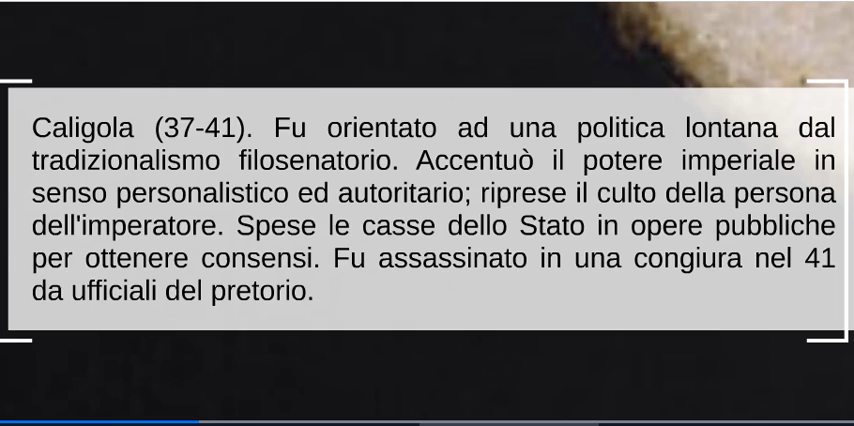 Caligola (37-41). Fu orientato ad una politica lontana dal
tradizionalismo filosenatorio. Accentuò il potere imperiale in
senso personalistico ed autoritario; riprese il culto della persona
dell'imperatore. Spese le casse dello Stato in opere pubbliche
per ottenere consensi. Fu assassinato in una congiura nel 41
da ufficiali del pretorio.